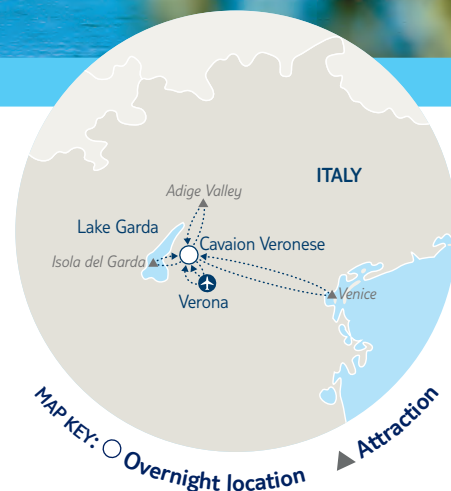 ITALY
Adige Valley
Lake Garda
Cavaion Veronese
Isola del Garda
Venice
Verona
MAP KEY: Overnight location Attraction